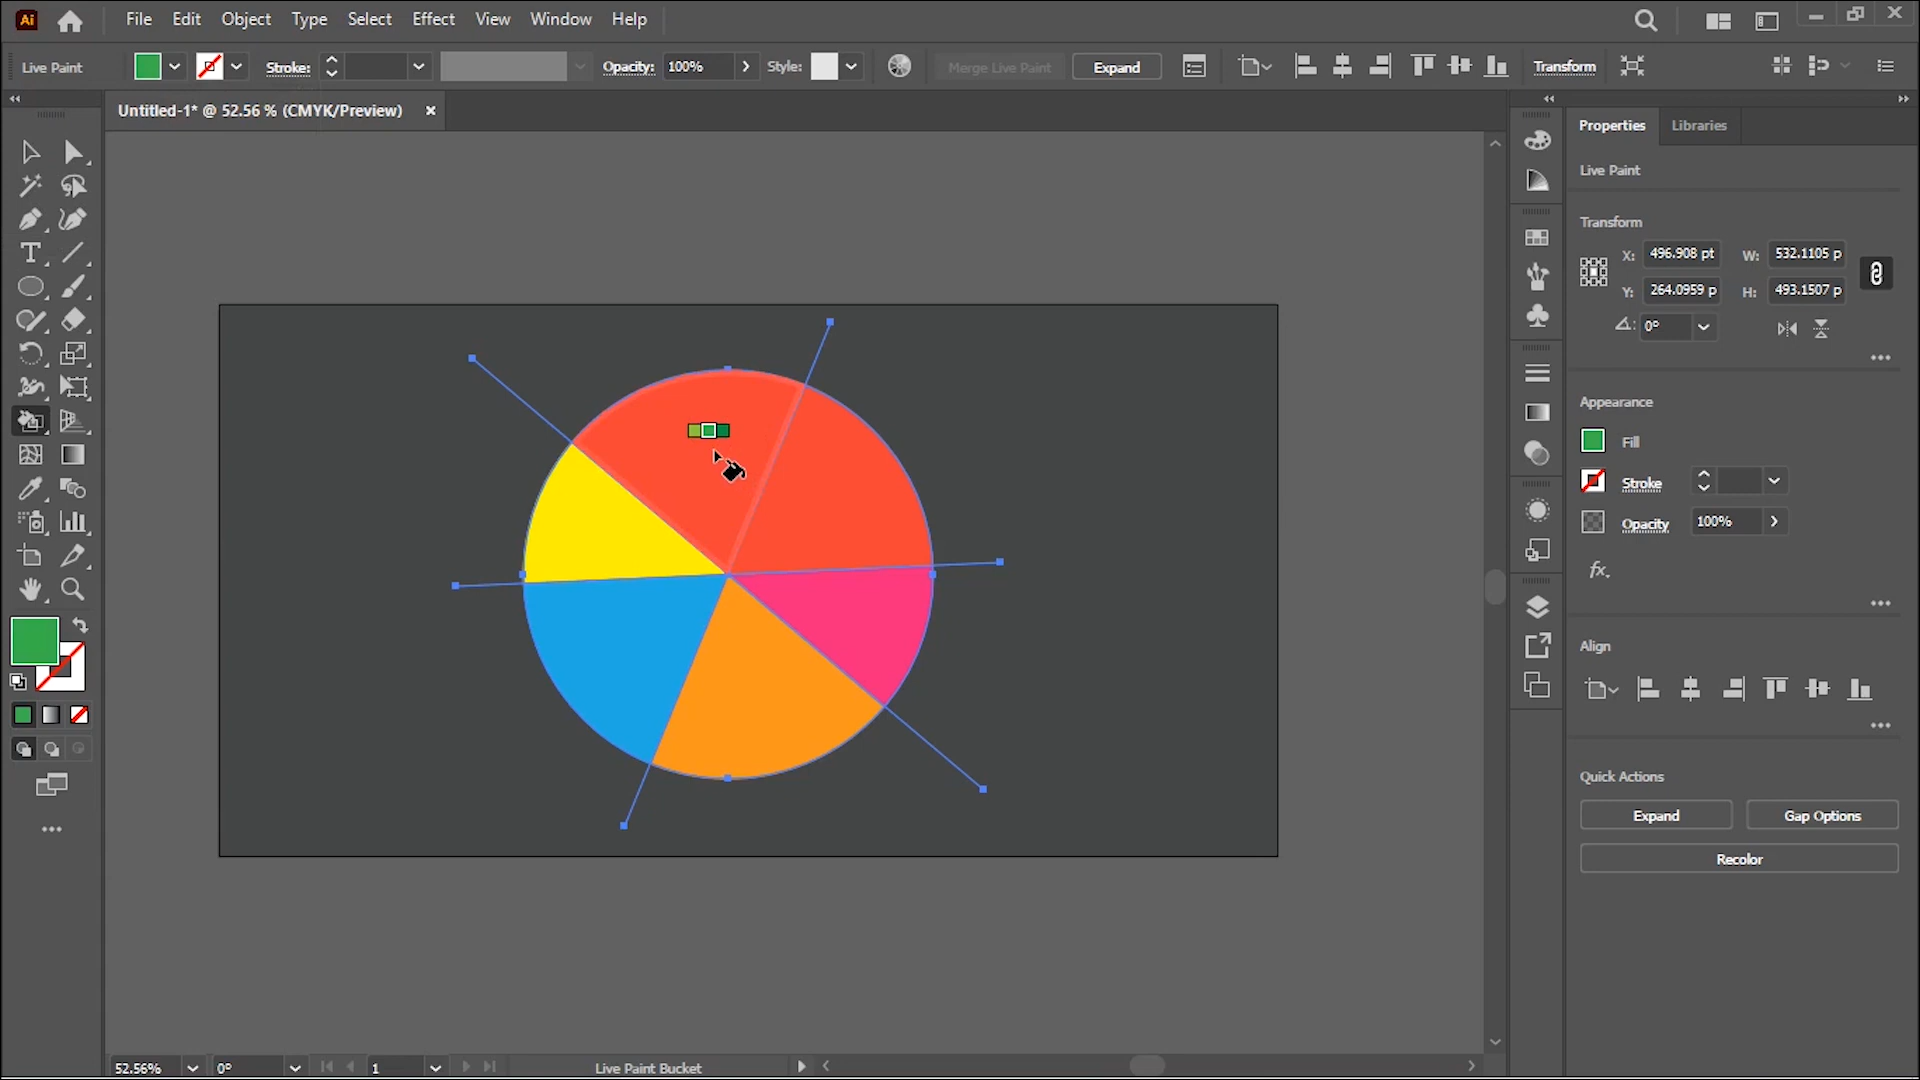 Ai File Edit Object Type Select Effect View Window Help
Live Paint Stroke: Opacity: 100% Style: Merge Live Paint Expand Transform
Untitled-1* @ 52.56 % (CMYK/Preview)
Properties Libraries
Live Paint
Transform
X: 496.908 pt W: 532.1105 p
Y: 264.0959 p H: 493.1507 p
0°
Appearance
Fill
Stroke
Opacity 100%
fx.
Align
Quick Actions
Expand Gap Options
Recolor
52.56% 0° 1 Live Paint Bucket